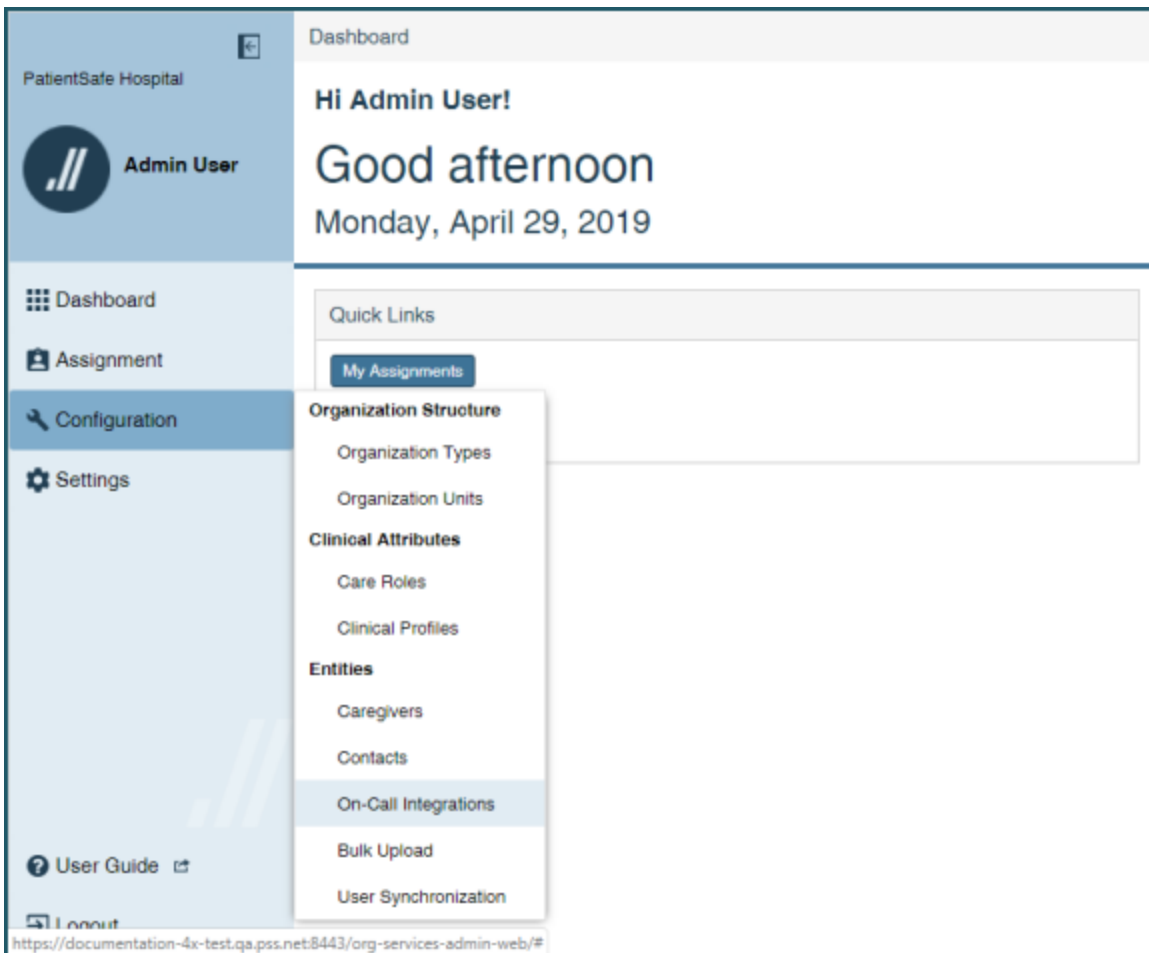 Dashboard
PatientSafe Hospital
Admin User
Hi Admin User!
Good afternoon
Monday, April 29, 2019
Dashboard
Assignment
Configuration
Settings
Quick Links
My Assignments
Organization Structure
Organization Types
Organization Units
Clinical Attributes
Care Roles
Clinical Profiles
Entities
Caregivers
Contacts
On-Call Integrations
Bulk Upload
User Synchronization
User Guide
Logout
https://documentation-4x-test.qa.pss.net:8443/org-services-admin-web/#